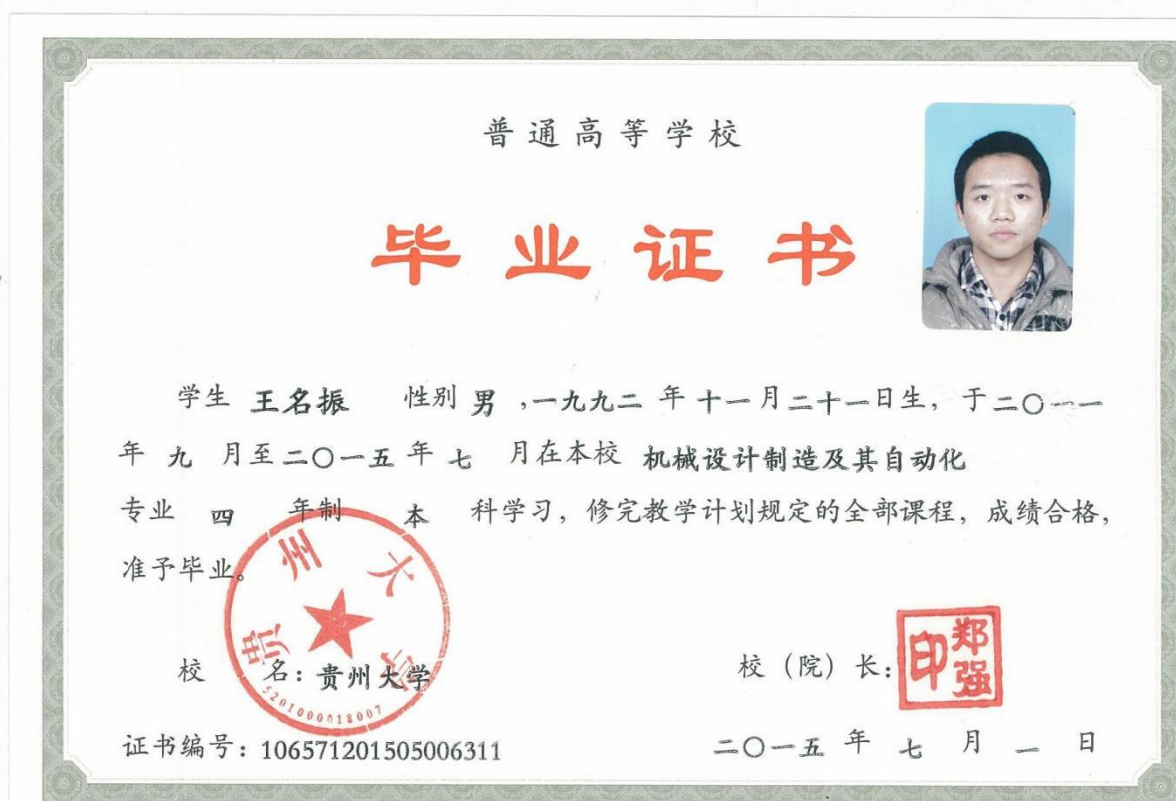 普通高等学校
毕业证书
学生 王名振 性别 男 ,一九九二 年 十一 月 二十一 日生, 于 二〇一一
年 九 月至 二〇一五 年 七 月在本校 机械设计制造及其自动化
专业 四 年制 本 科学习, 修完教学计划规定的全部课程, 成绩合格,
准予毕业。
贵州大学
5201000018007
校 名: 贵州大学
校 (院) 长:
郑强印
证书编号: 106571201505006311
二〇一五 年 七 月 一 日